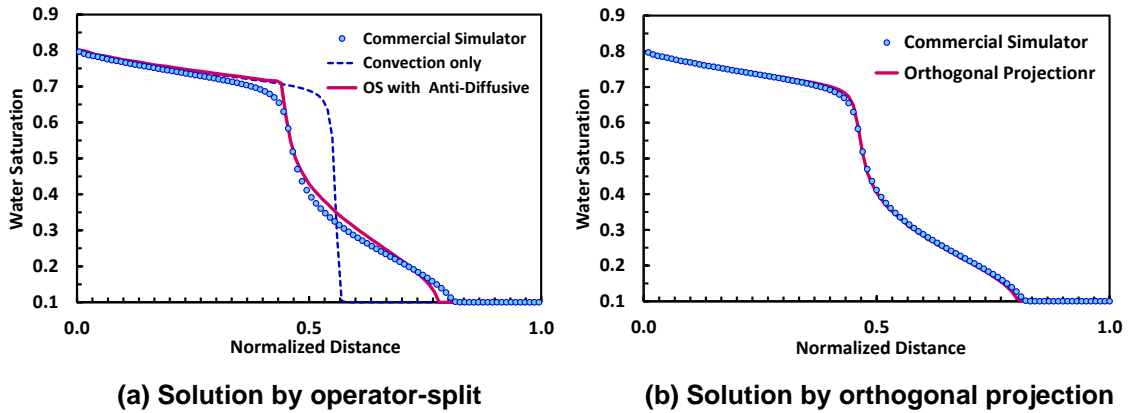 0.9
0.8
0.7
0.6
0.5
0.4
0.3
0.2
0.1
Water Saturation
Commercial Simulator
Convection only
OS with Anti-Diffusive
0.0
0.5
1.0
Normalized Distance
(a) Solution by operator-split
0.9
0.8
0.7
0.6
0.5
0.4
0.3
0.2
0.1
Water Saturation
Commercial Simulator
Orthogonal Projectionr
0.0
0.5
1.0
Normalized Distance
(b) Solution by orthogonal projection